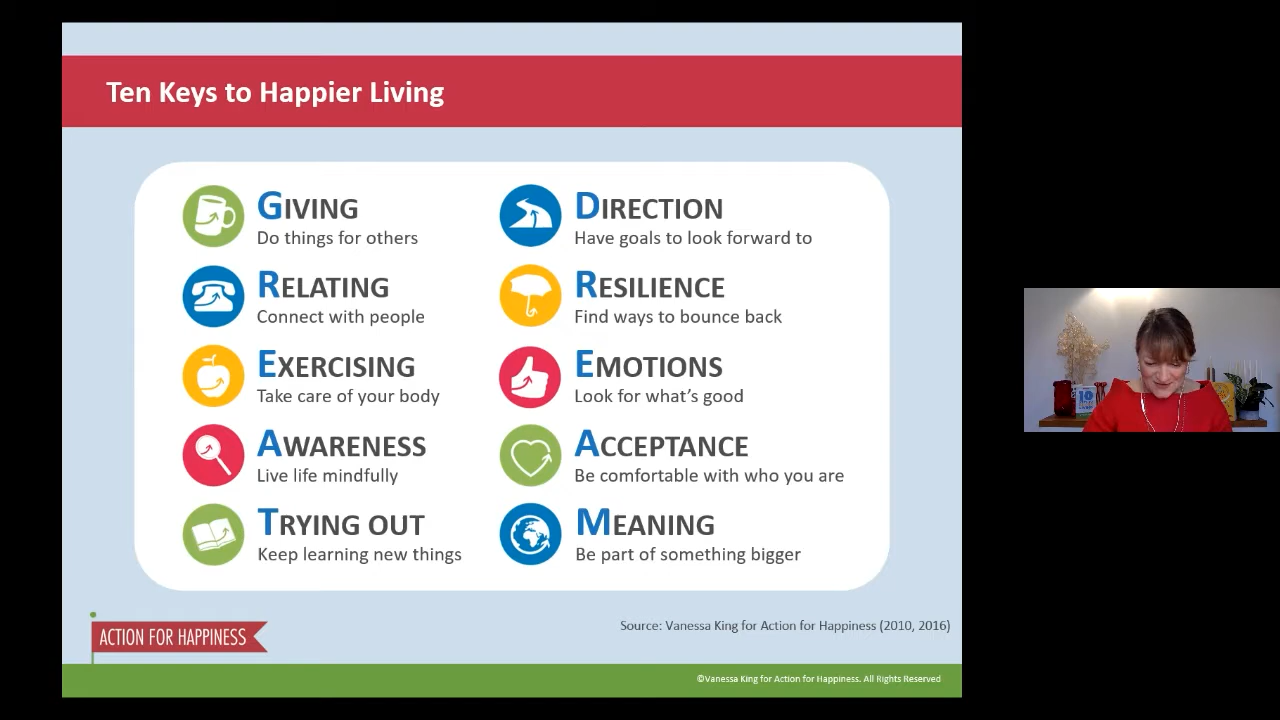 Ten Keys to Happier Living
GIVING
Do things for others
RELATING
Connect with people
EXERCISING
Take care of your body
AWARENESS
Live life mindfully
TRYING OUT
Keep learning new things
DIRECTION
Have goals to look forward to
RESILIENCE
Find ways to bounce back
EMOTIONS
Look for what's good
ACCEPTANCE
Be comfortable with who you are
MEANING
Be part of something bigger
ACTION FOR HAPPINESS
Source: Vanessa King for Action for Happiness (2010, 2016)
©Vanessa King for Action for Happiness. All Rights Reserved
10